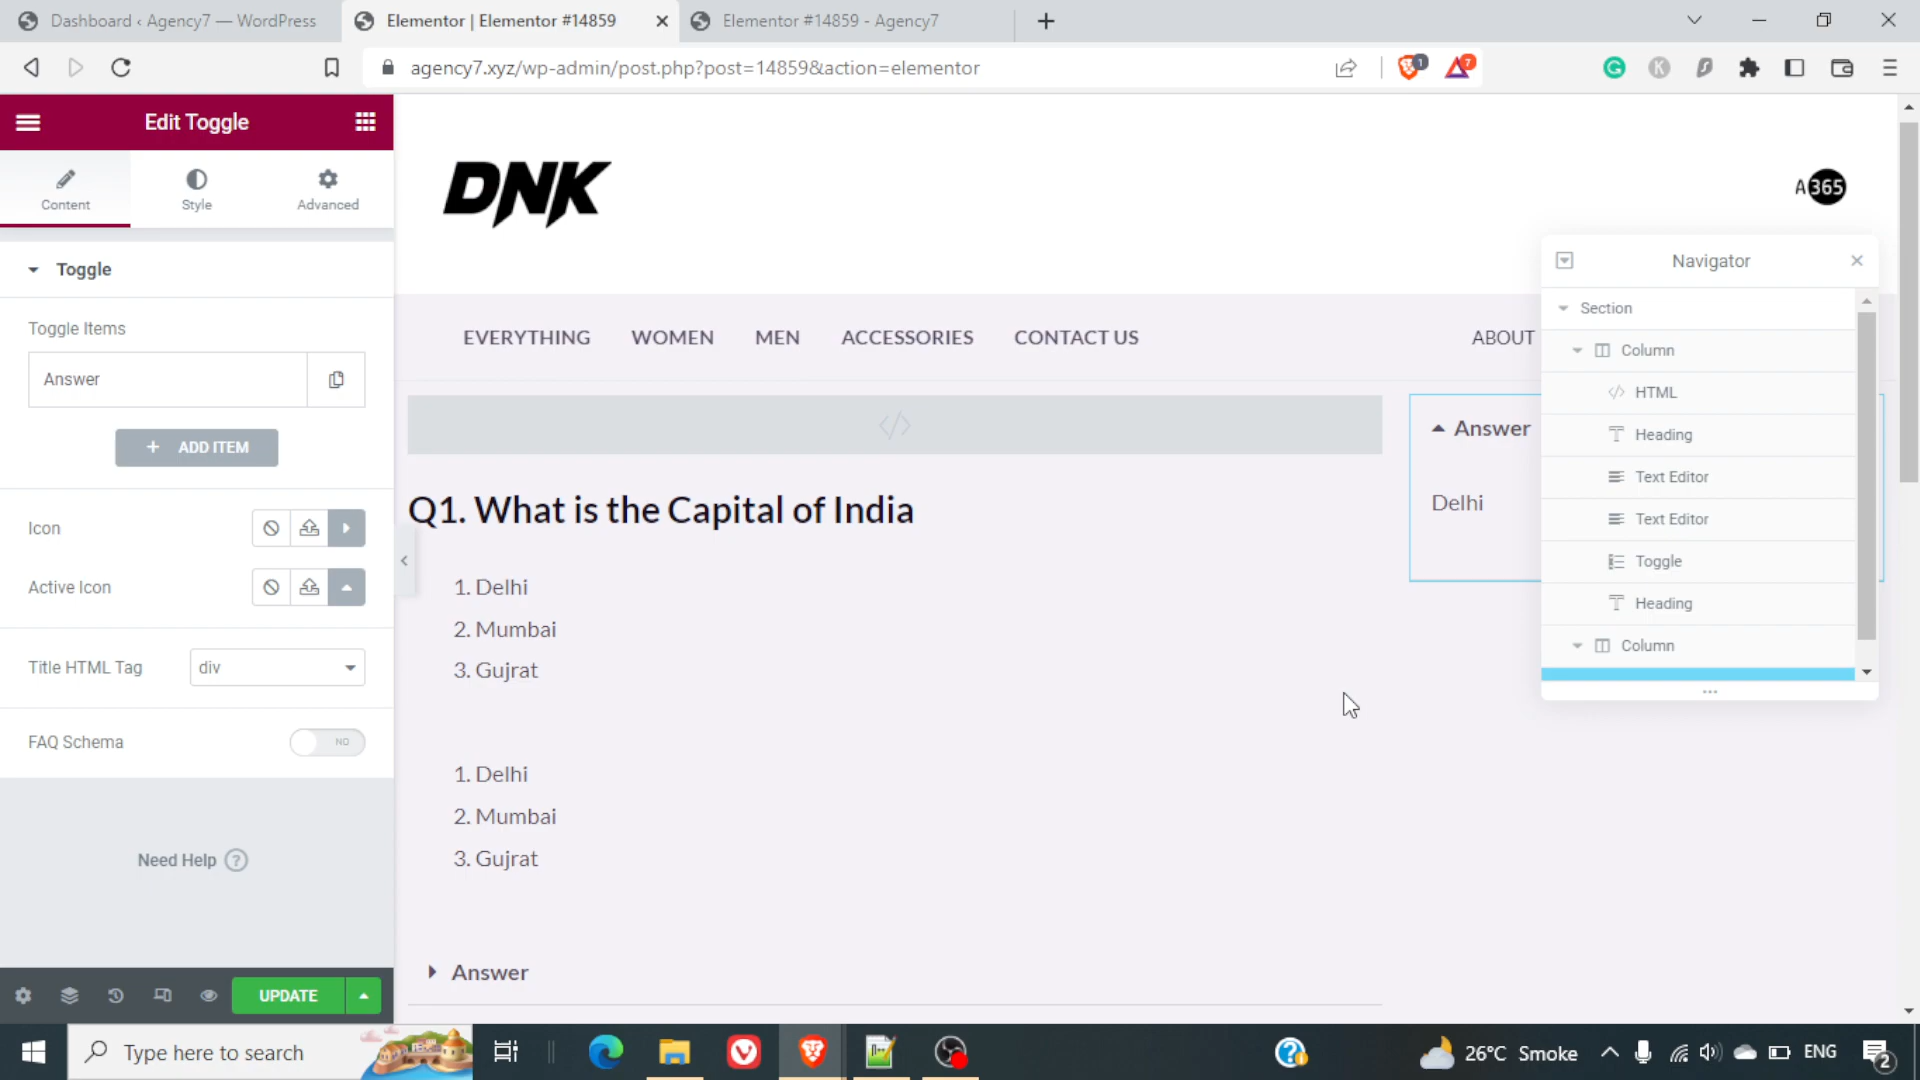 Dashboard ‹ Agency7 — WordPress
Elementor | Elementor #14859
Elementor #14859 - Agency7
agency7.xyz/wp-admin/post.php?post=14859&action=elementor
1
7
G
K
Edit Toggle
Content
Style
Advanced
Toggle
Toggle Items
Answer
ADD ITEM
Icon
Active Icon
Title HTML Tag
div
FAQ Schema
NO
Need Help ?
UPDATE
DNK
A365
EVERYTHING
WOMEN
MEN
ACCESSORIES
CONTACT US
ABOUT
Answer
Delhi
Q1. What is the Capital of India
1. Delhi
2. Mumbai
3. Gujrat
1. Delhi
2. Mumbai
3. Gujrat
Answer
Navigator
Section
Column
HTML
Heading
Text Editor
Text Editor
Toggle
Heading
Column
Type here to search
26°C Smoke
ENG
2